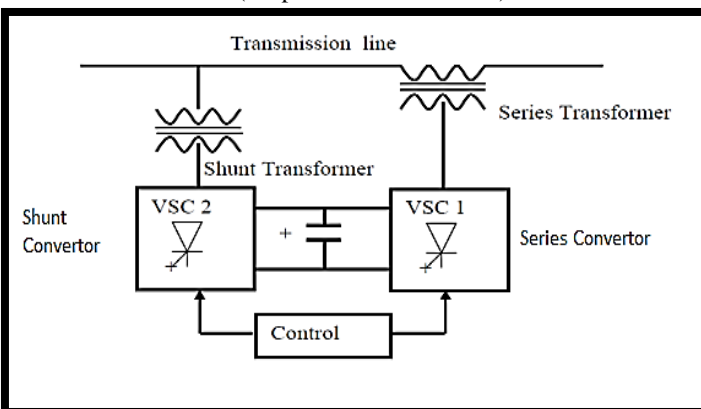 Transmission line
Series Transformer
Shunt Transformer
Shunt
Convertor
VSC 2
+
VSC 1
Series Convertor
Control